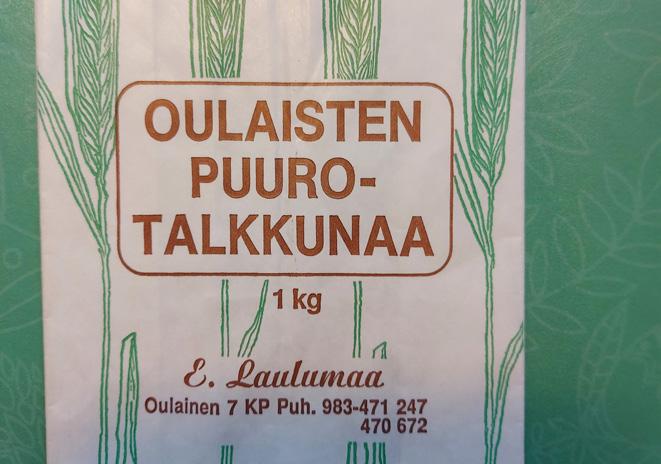 OULAISTEN
PUURO-
TALKKUNAA
1 kg
E. Laulumaa
Oulainen 7 KP Puh. 983-471 247
470 672